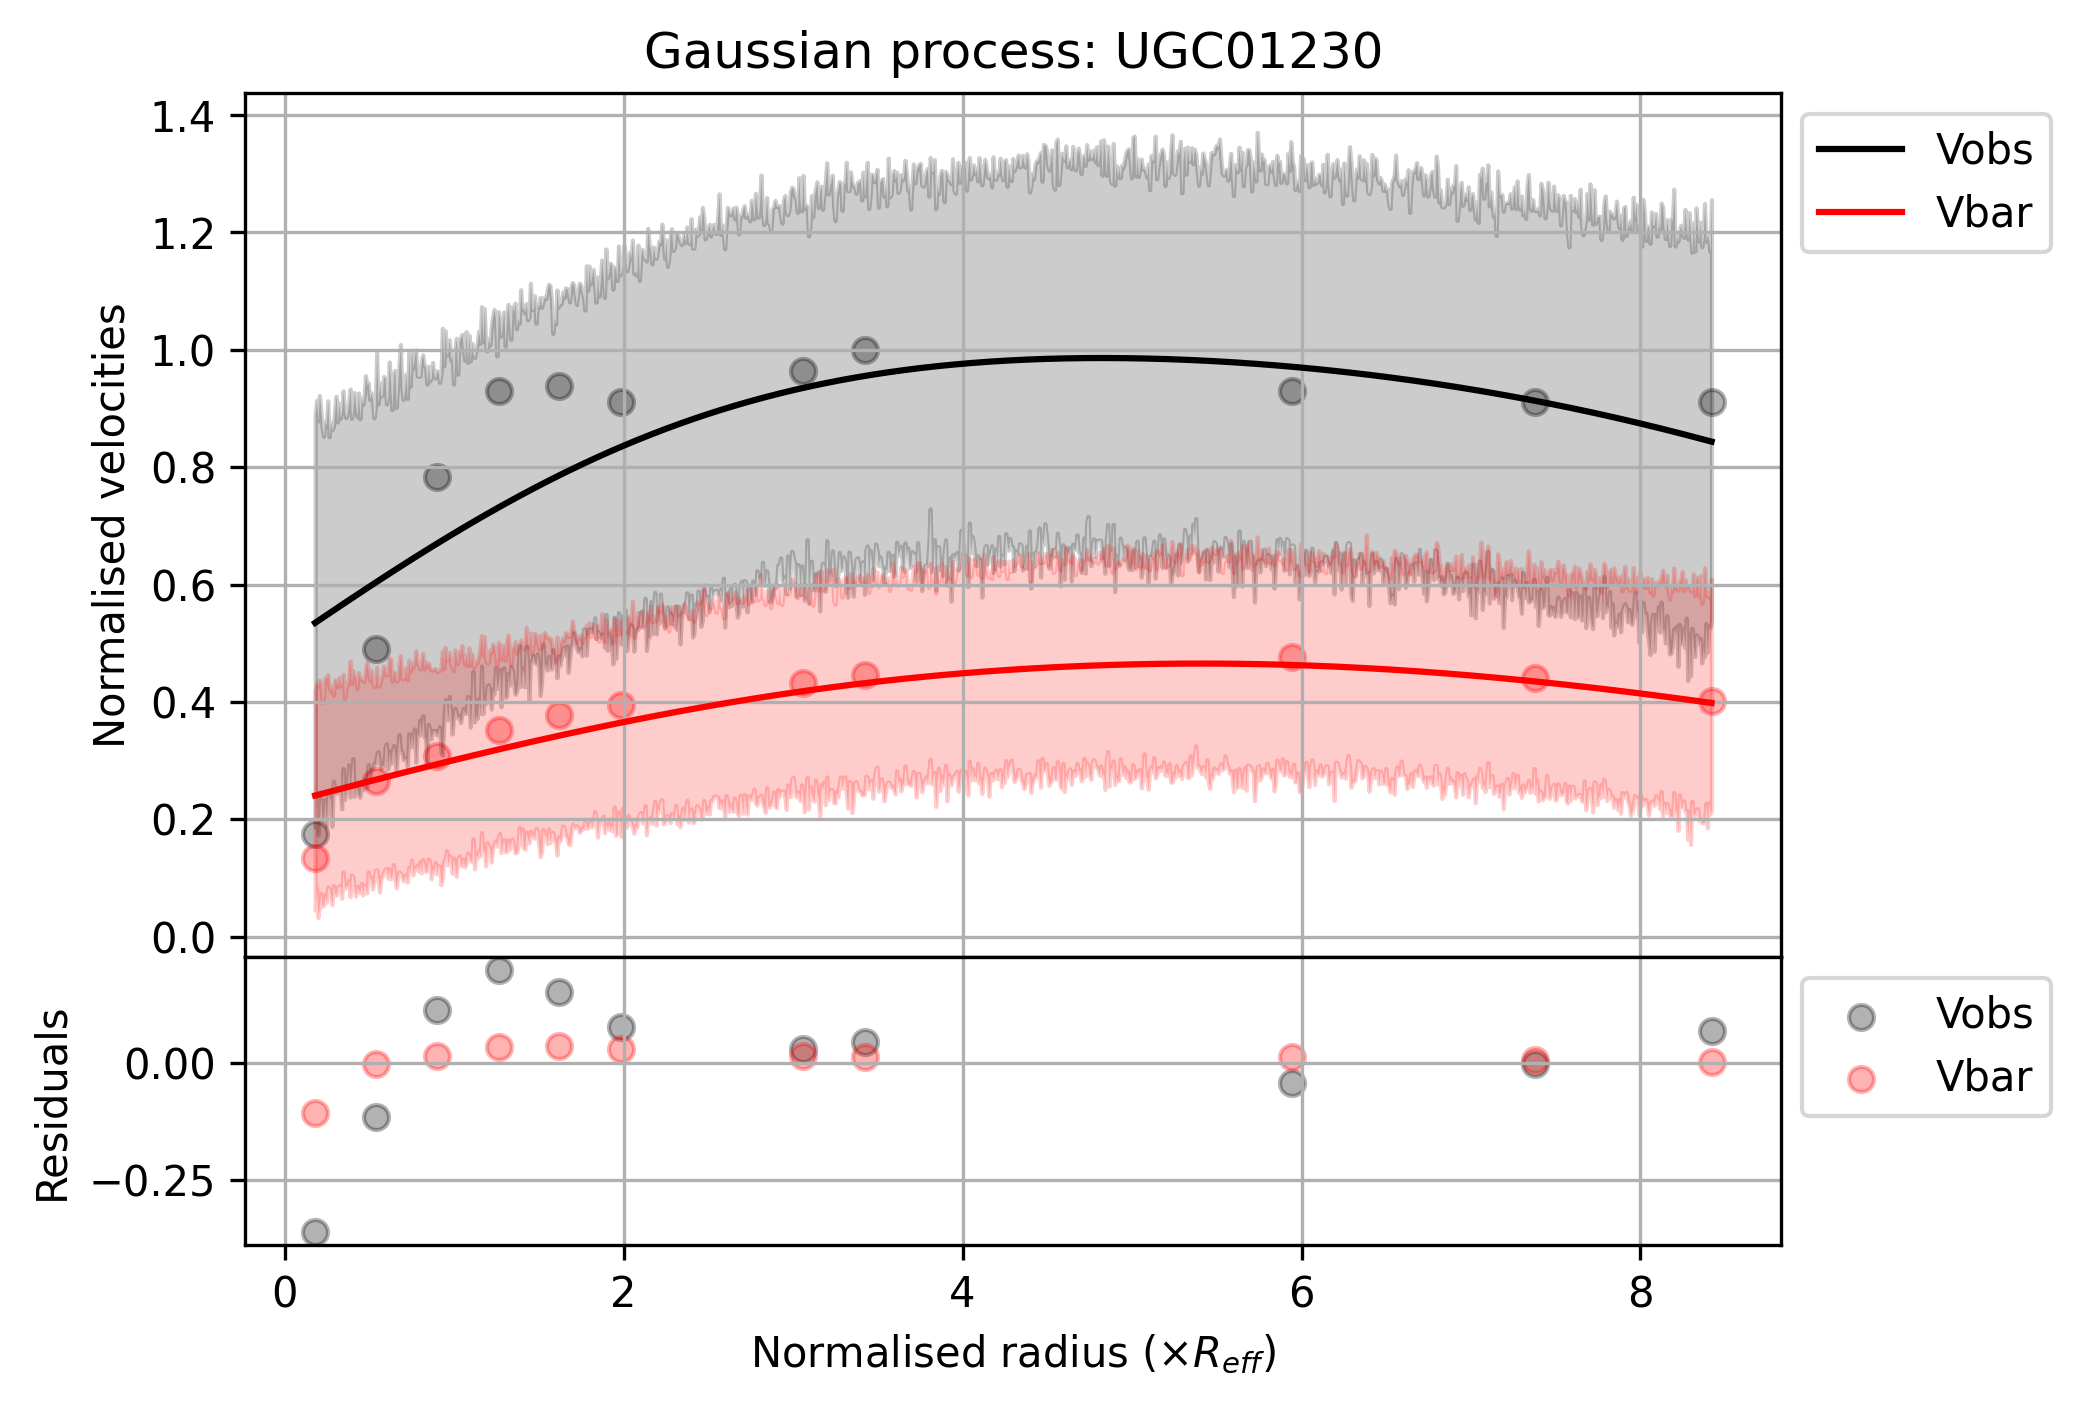 Gaussian process: UGC01230
Normalised velocities
1.4
1.2
1.0
0.8
0.6
0.4
0.2
0.0
Vobs
Vbar
Residuals
0.00
−0.25
Vobs
Vbar
0 2 4 6 8
Normalised radius (×R_eff)